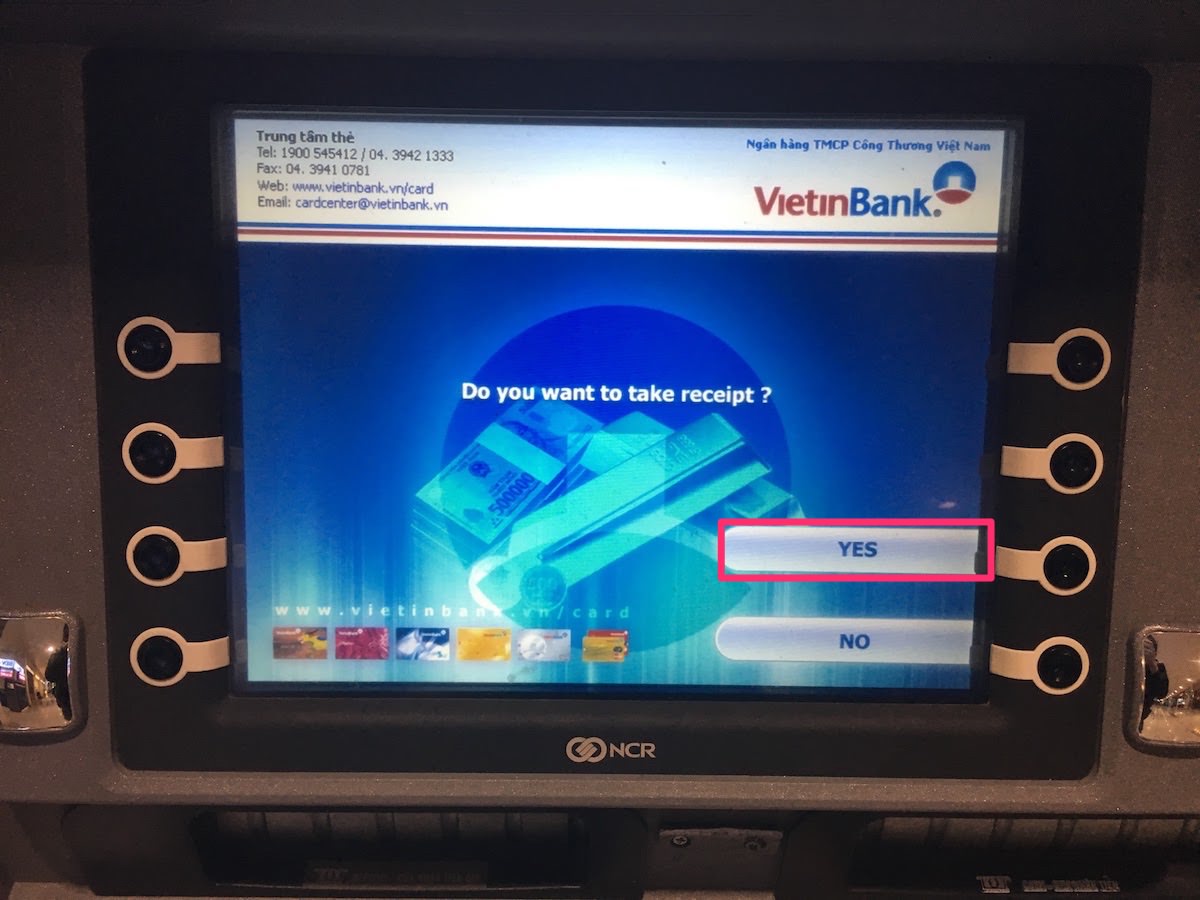 Trung tâm thẻ
Tel: 1900 545412 / 04. 3942 1333
Fax: 04. 3941 0781
Web: www.vietinbank.vn/card
Email: cardcenter@vietinbank.vn
Ngân hàng TMCP Công Thương Việt Nam
VietinBank
Do you want to take receipt ?
500000
YES
www.vietinbank.vn/card
NO
NCR